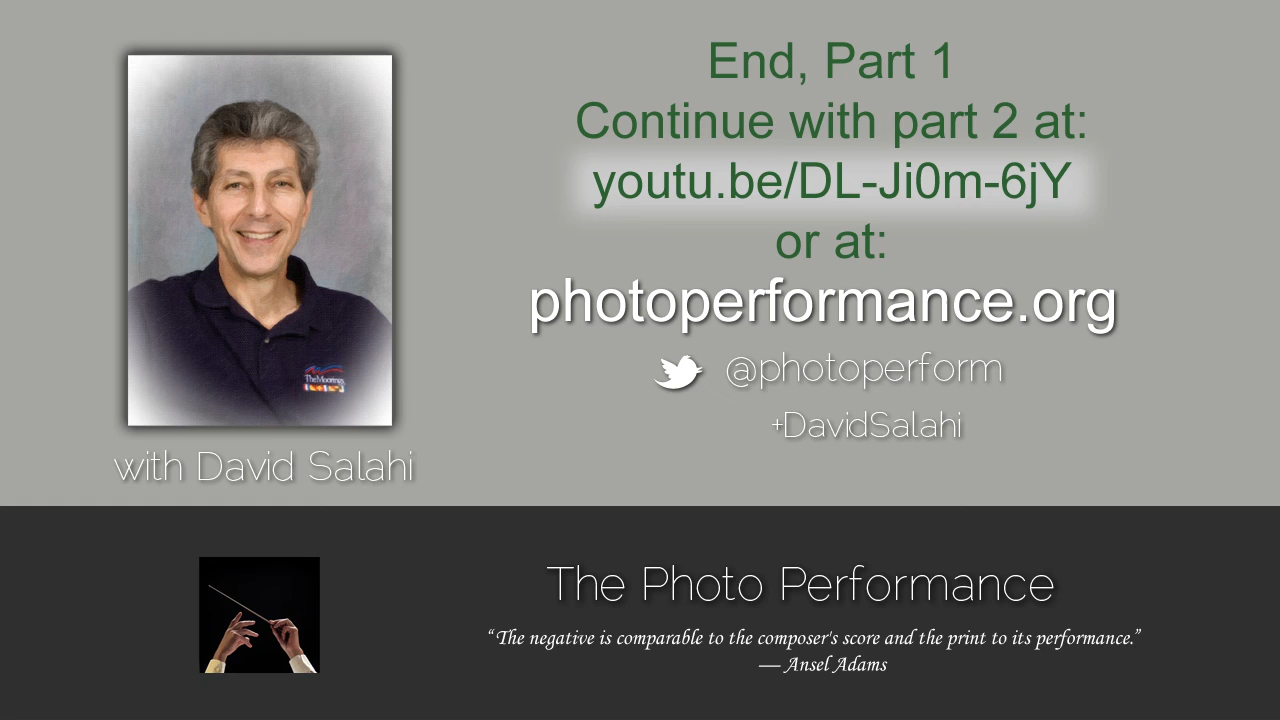 End, Part 1
Continue with part 2 at:
youtu.be/DL-Ji0m-6jY
or at:
photoperformance.org
@photoperform
+DavidSalahi
The Moorings
with David Salahi
The Photo Performance
“The negative is comparable to the composer's score and the print to its performance.”
— Ansel Adams